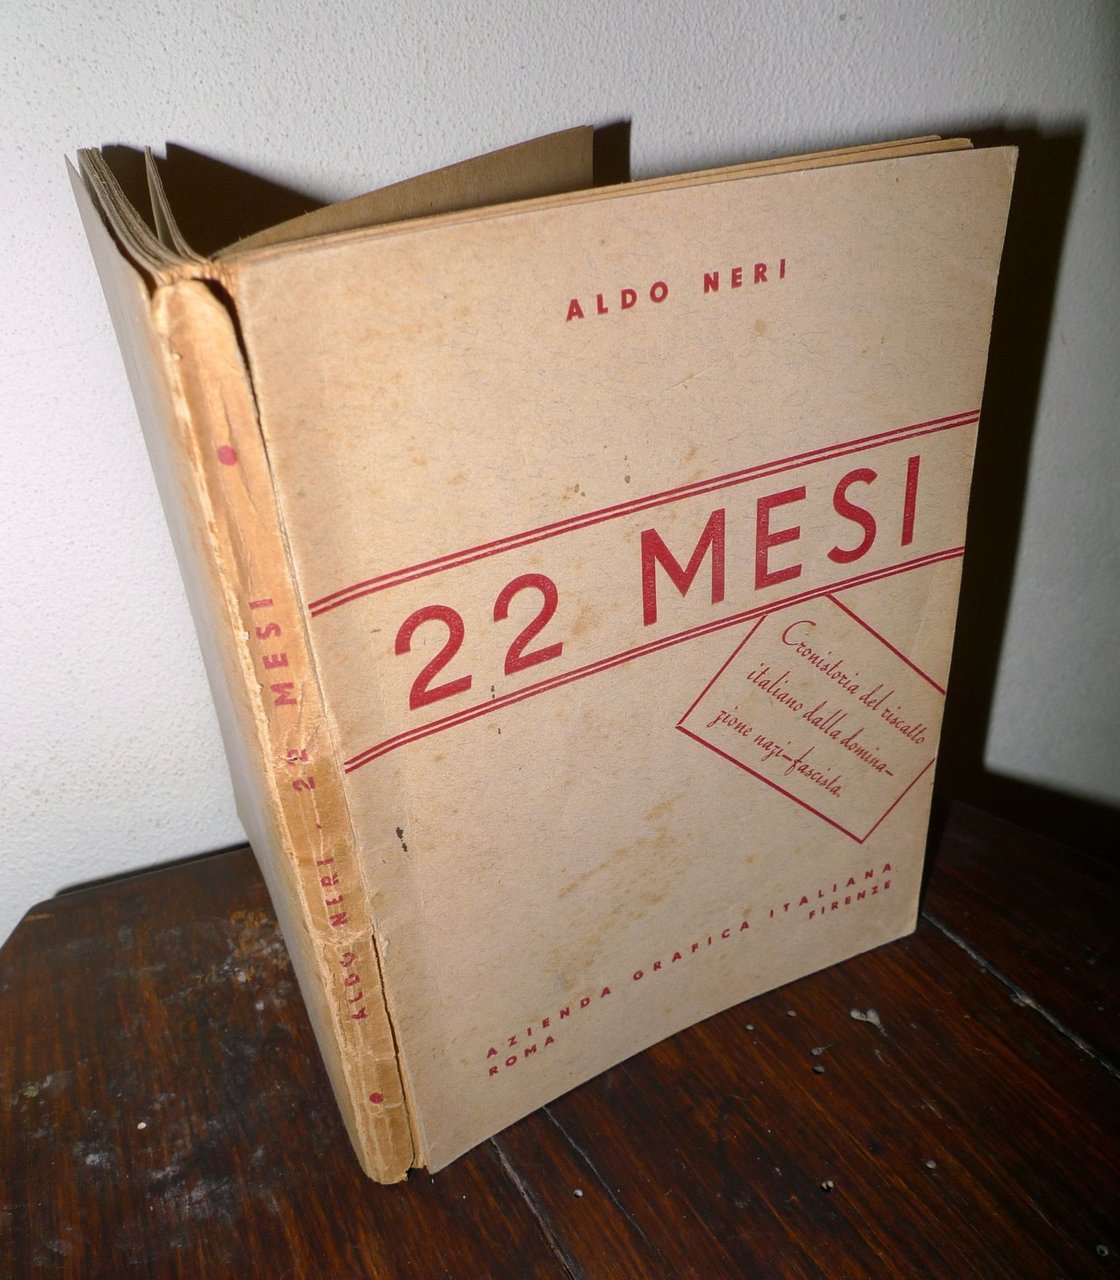 ALDO NERI
22 MESI
Cronistoria del riscatto
italiano dalla domina-
zione nazi-fascista.
AZIENDA GRAFICA ITALIANA
ROMA FIRENZE
ALDO NERI . 22 MESI